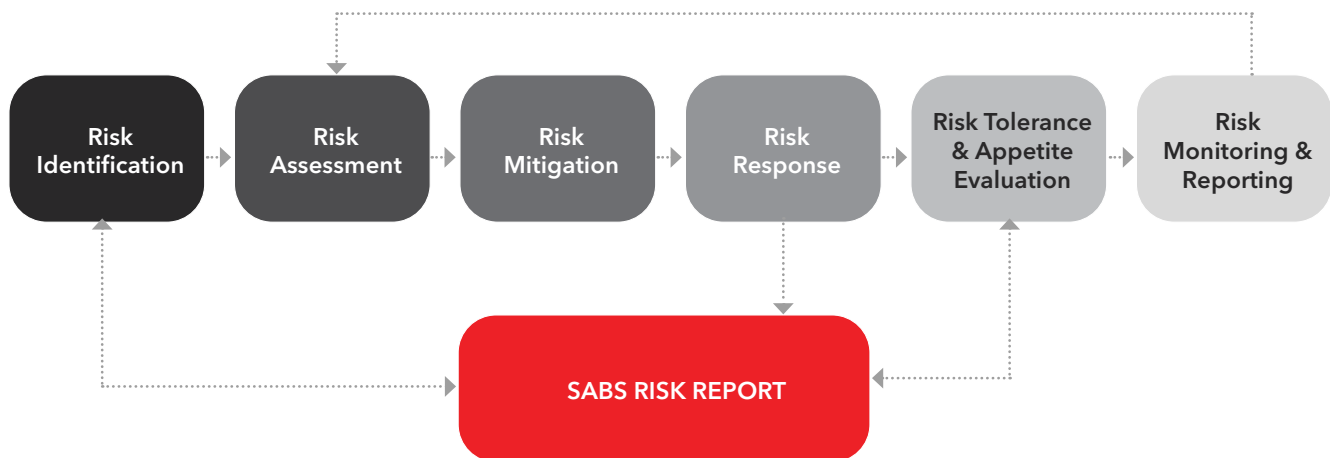 Risk
Identification
Risk
Assessment
Risk
Mitigation
Risk
Response
Risk Tolerance
& Appetite
Evaluation
Risk
Monitoring &
Reporting
SABS RISK REPORT